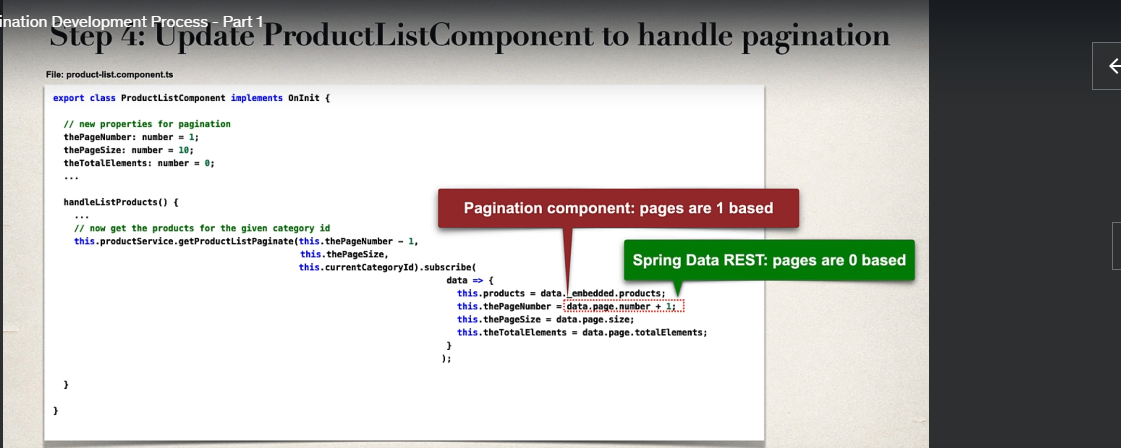 ination Development Process - Part 1
Step 4: Update ProductListComponent to handle pagination
File: product-list.component.ts
export class ProductListComponent implements OnInit {
// new properties for pagination
thePageNumber: number = 1;
thePageSize: number = 10;
theTotalElements: number = 0;
...
handleListProducts() {
...
// now get the products for the given category id
this.productService.getProductListPaginate(this.thePageNumber - 1,
this.thePageSize,
this.currentCategoryId).subscribe(
data => {
this.products = data._embedded.products;
this.thePageNumber = data.page.number + 1;
this.thePageSize = data.page.size;
this.theTotalElements = data.page.totalElements;
}
);
}
}
Pagination component: pages are 1 based
Spring Data REST: pages are 0 based